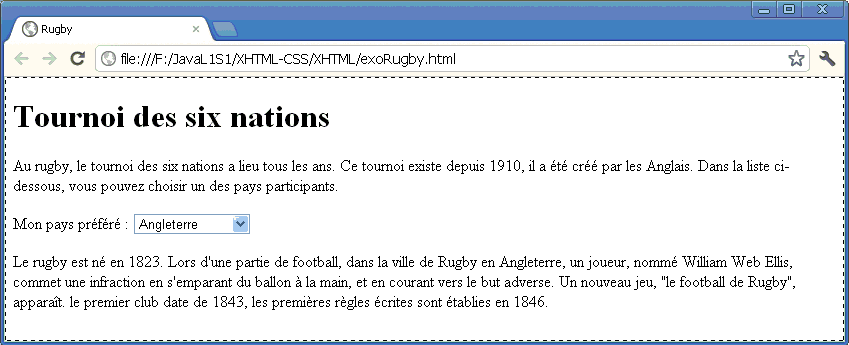 Rugby
file:///F:/JavaL1S1/XHTML-CSS/XHTML/exoRugby.html
Tournoi des six nations
Au rugby, le tournoi des six nations a lieu tous les ans. Ce tournoi existe depuis 1910, il a été créé par les Anglais. Dans la liste ci-
dessous, vous pouvez choisir un des pays participants.
Mon pays préféré : Angleterre
Le rugby est né en 1823. Lors d'une partie de football, dans la ville de Rugby en Angleterre, un joueur, nommé William Web Ellis,
commet une infraction en s'emparant du ballon à la main, et en courant vers le but adverse. Un nouveau jeu, "le football de Rugby",
apparaît. le premier club date de 1843, les premières règles écrites sont établies en 1846.